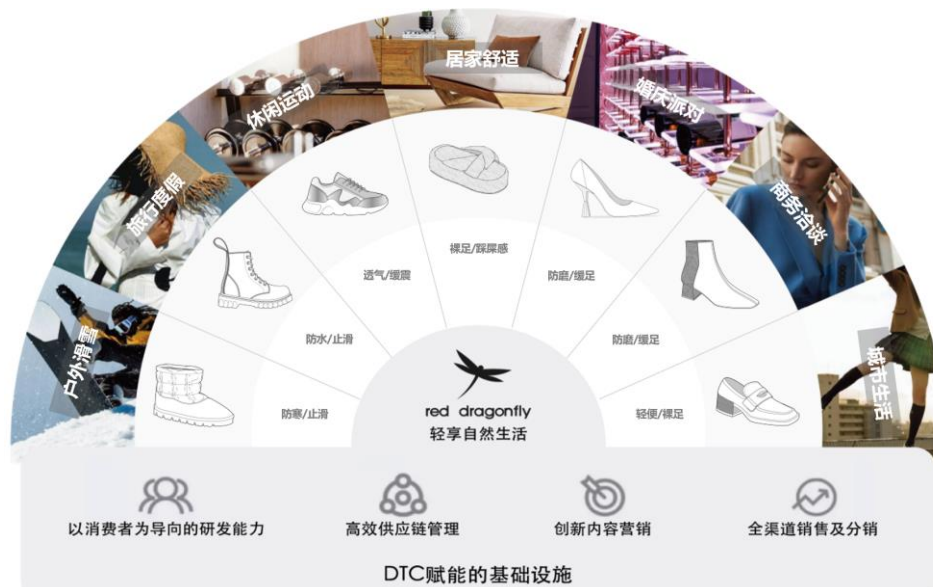 居家舒适
休闲运动
婚庆派对
旅行度假
商务洽谈
户外滑雪
城市生活
裸足/踩屎感
透气/缓震
防磨/缓足
防水/止滑
防磨/缓足
防寒/止滑
轻便/裸足
red dragonfly
轻享自然生活
以消费者为导向的研发能力
高效供应链管理
创新内容营销
全渠道销售及分销
DTC赋能的基础设施